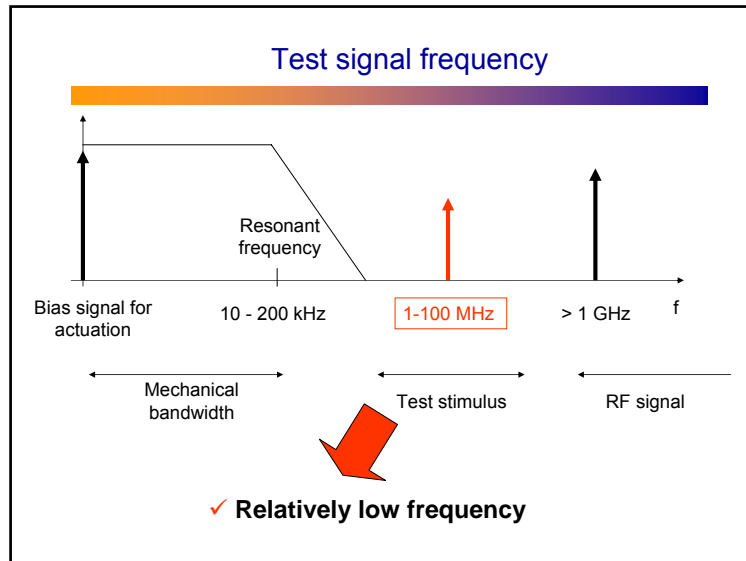 Test signal frequency
Resonant
frequency
Bias signal for
actuation
10 - 200 kHz
1-100 MHz
> 1 GHz
f
Mechanical
bandwidth
Test stimulus
RF signal
✓ Relatively low frequency